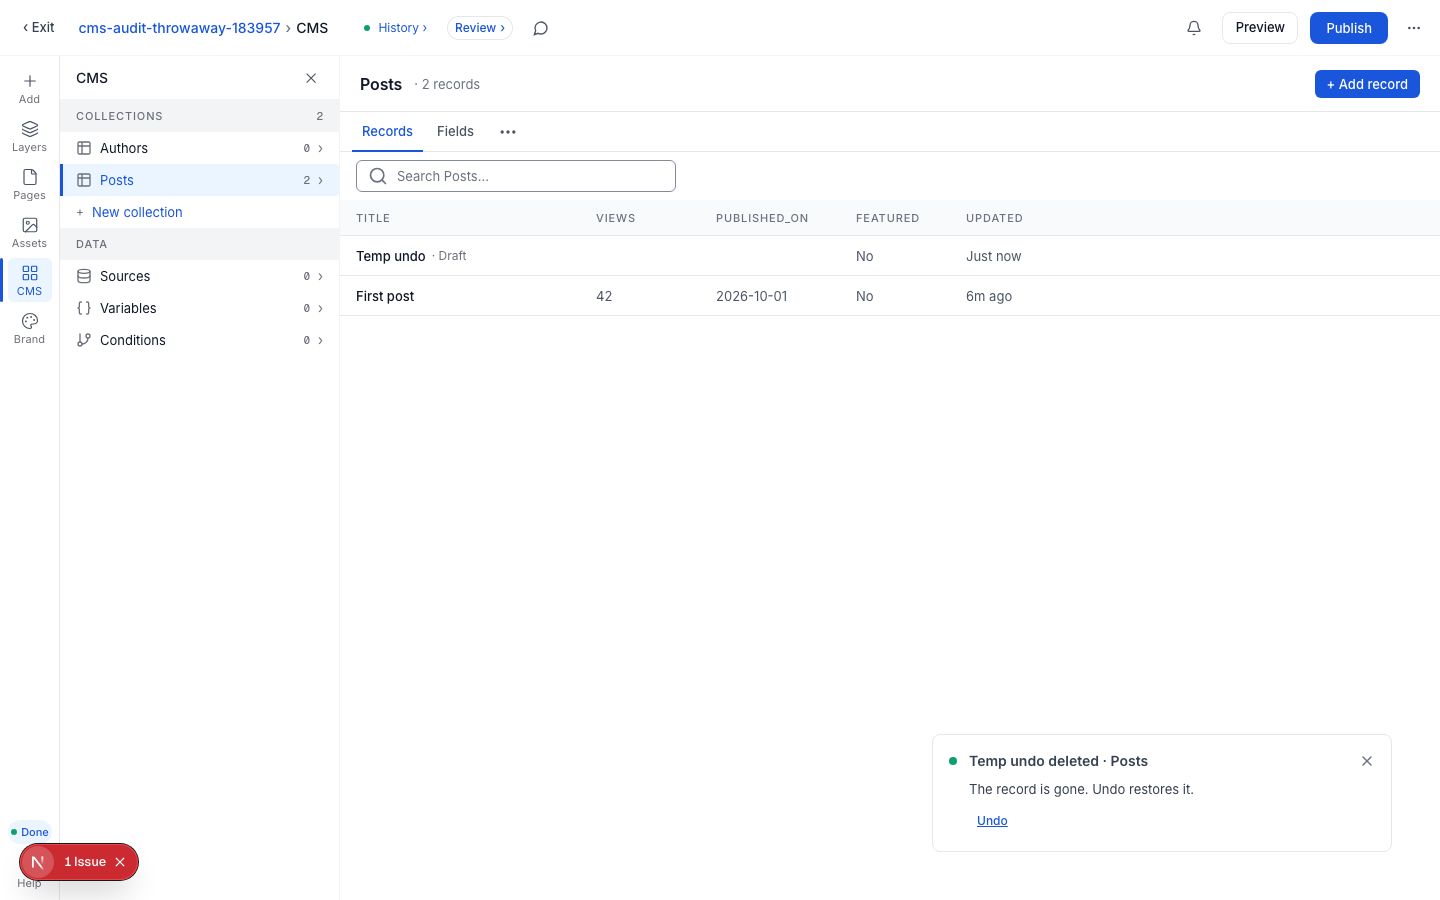 ‹ Exit
cms-audit-throwaway-183957 › CMS
History ›
Review ›
Preview
Publish
Add
Layers
Pages
Assets
CMS
Brand
Done
N 1 Issue
Help
CMS
COLLECTIONS 2
Authors 0 ›
Posts 2 ›
+ New collection
DATA
Sources 0 ›
Variables 0 ›
Conditions 0 ›
Posts · 2 records
+ Add record
Records Fields
Search Posts...
TITLE VIEWS PUBLISHED_ON FEATURED UPDATED
Temp undo · Draft No Just now
First post 42 2026-10-01 No 6m ago
Temp undo deleted · Posts
The record is gone. Undo restores it.
Undo